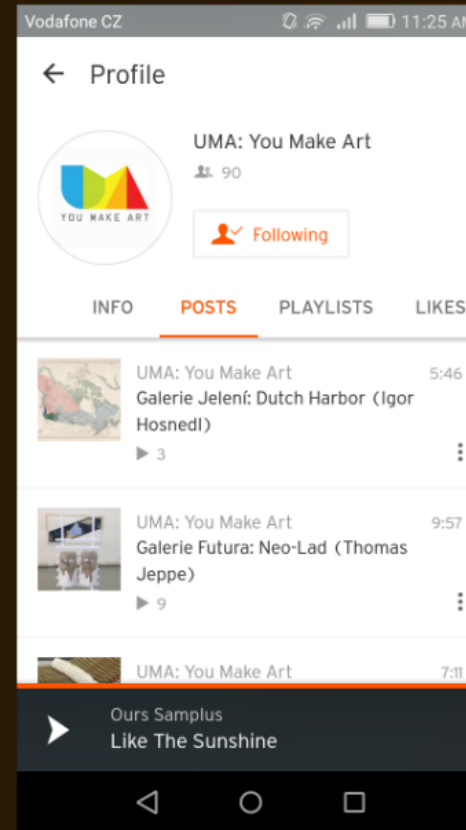 Vodafone CZ 11:25 AM
Profile
UMA: You Make Art
90
YOU MAKE ART
Following
INFO POSTS PLAYLISTS LIKES
UMA: You Make Art 5:46
Galerie Jelení: Dutch Harbor (Igor
Hosnedl)
3
UMA: You Make Art 9:57
Galerie Futura: Neo-Lad (Thomas
Jeppe)
9
UMA: You Make Art 7:11
Ours Samplus
Like The Sunshine